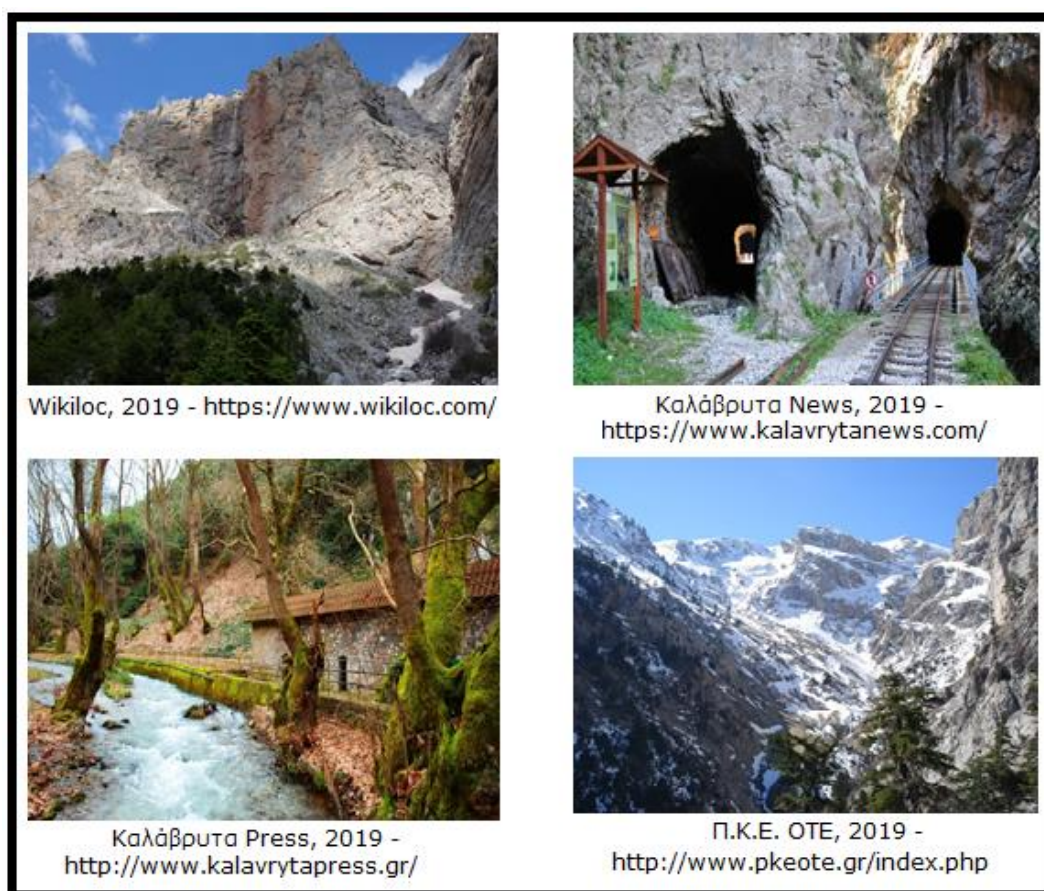 Wikiloc, 2019 - https://www.wikiloc.com/
Καλάβρυτα News, 2019 -
https://www.kalavrytanews.com/
Καλάβρυτα Press, 2019 -
http://www.kalavrytapress.gr/
Π.Κ.Ε. ΟΤΕ, 2019 -
http://www.pkeote.gr/index.php